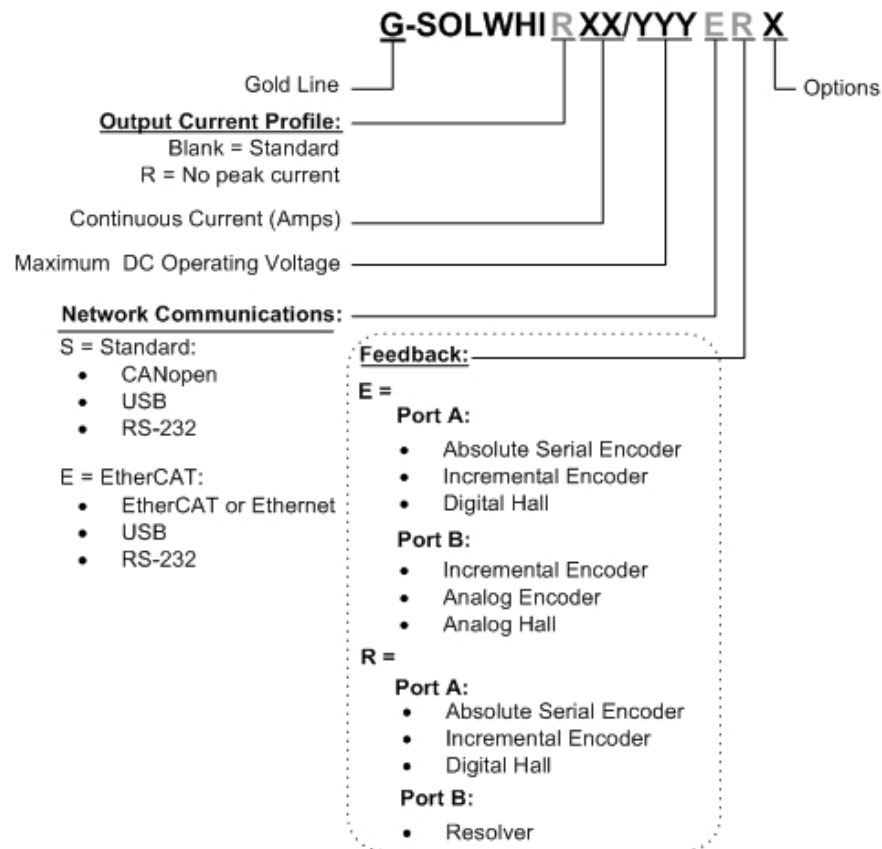 G-SOLWHI R XX/YYY E R X
Gold Line
Options
Output Current Profile:
Blank = Standard
R = No peak current
Continuous Current (Amps)
Maximum DC Operating Voltage
Network Communications:
S = Standard:
• CANopen
• USB
• RS-232
E = EtherCAT:
• EtherCAT or Ethernet
• USB
• RS-232
Feedback:
E =
Port A:
• Absolute Serial Encoder
• Incremental Encoder
• Digital Hall
Port B:
• Incremental Encoder
• Analog Encoder
• Analog Hall
R =
Port A:
• Absolute Serial Encoder
• Incremental Encoder
• Digital Hall
Port B:
• Resolver